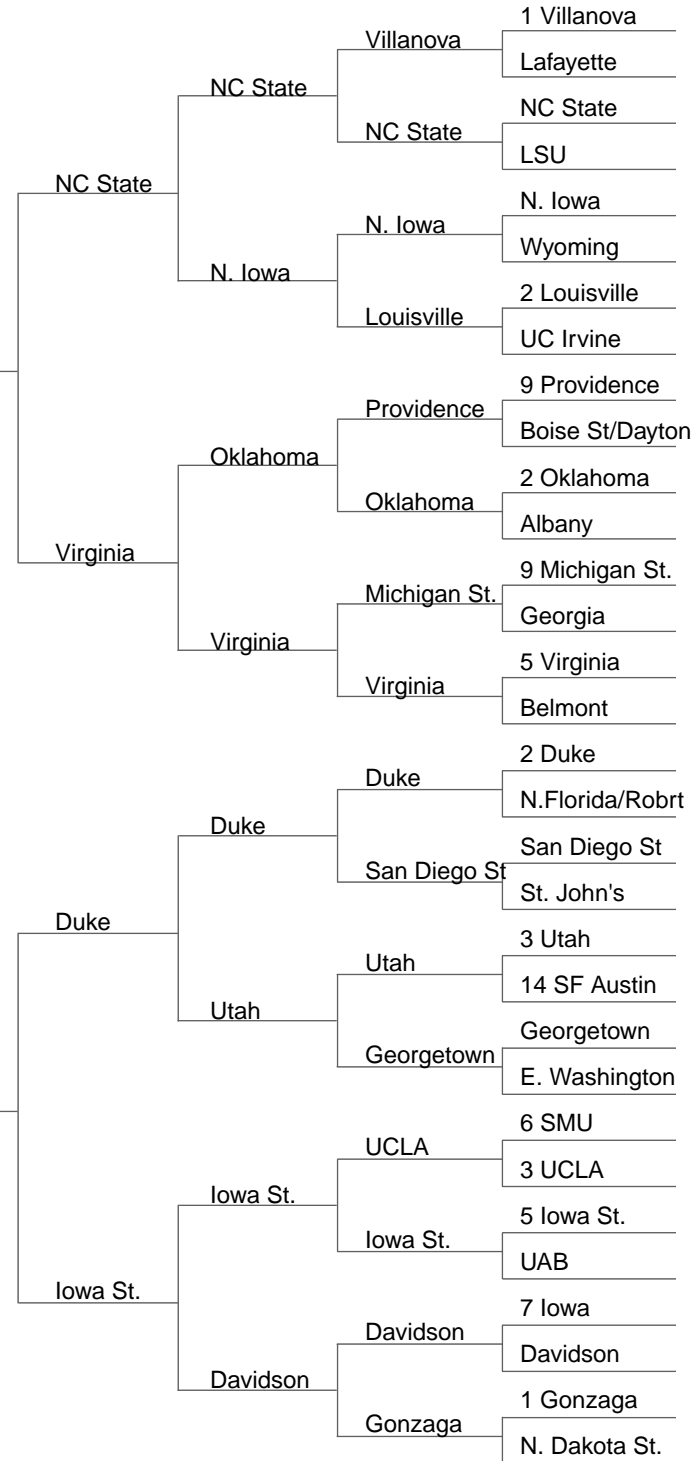 1 Villanova
Villanova
Lafayette
NC State
NC State
NC State
LSU
NC State
N. Iowa
N. Iowa
Wyoming
N. Iowa
2 Louisville
Louisville
UC Irvine
9 Providence
Providence
Boise St/Dayton
Oklahoma
2 Oklahoma
Oklahoma
Albany
Virginia
9 Michigan St.
Michigan St.
Georgia
Virginia
5 Virginia
Virginia
Belmont
2 Duke
Duke
N.Florida/Robrt
Duke
San Diego St
San Diego St
St. John's
Duke
3 Utah
Utah
14 SF Austin
Utah
Georgetown
Georgetown
E. Washington
6 SMU
UCLA
3 UCLA
Iowa St.
5 Iowa St.
Iowa St.
UAB
Iowa St.
7 Iowa
Davidson
Davidson
Davidson
1 Gonzaga
Gonzaga
N. Dakota St.